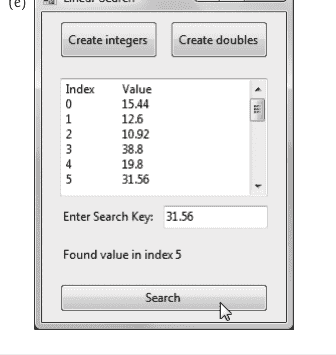 (e)
Linear Search
Create integers Create doubles
Index Value
0 15.44
1 12.6
2 10.92
3 38.8
4 19.8
5 31.56
Enter Search Key: 31.56
Found value in index 5
Search